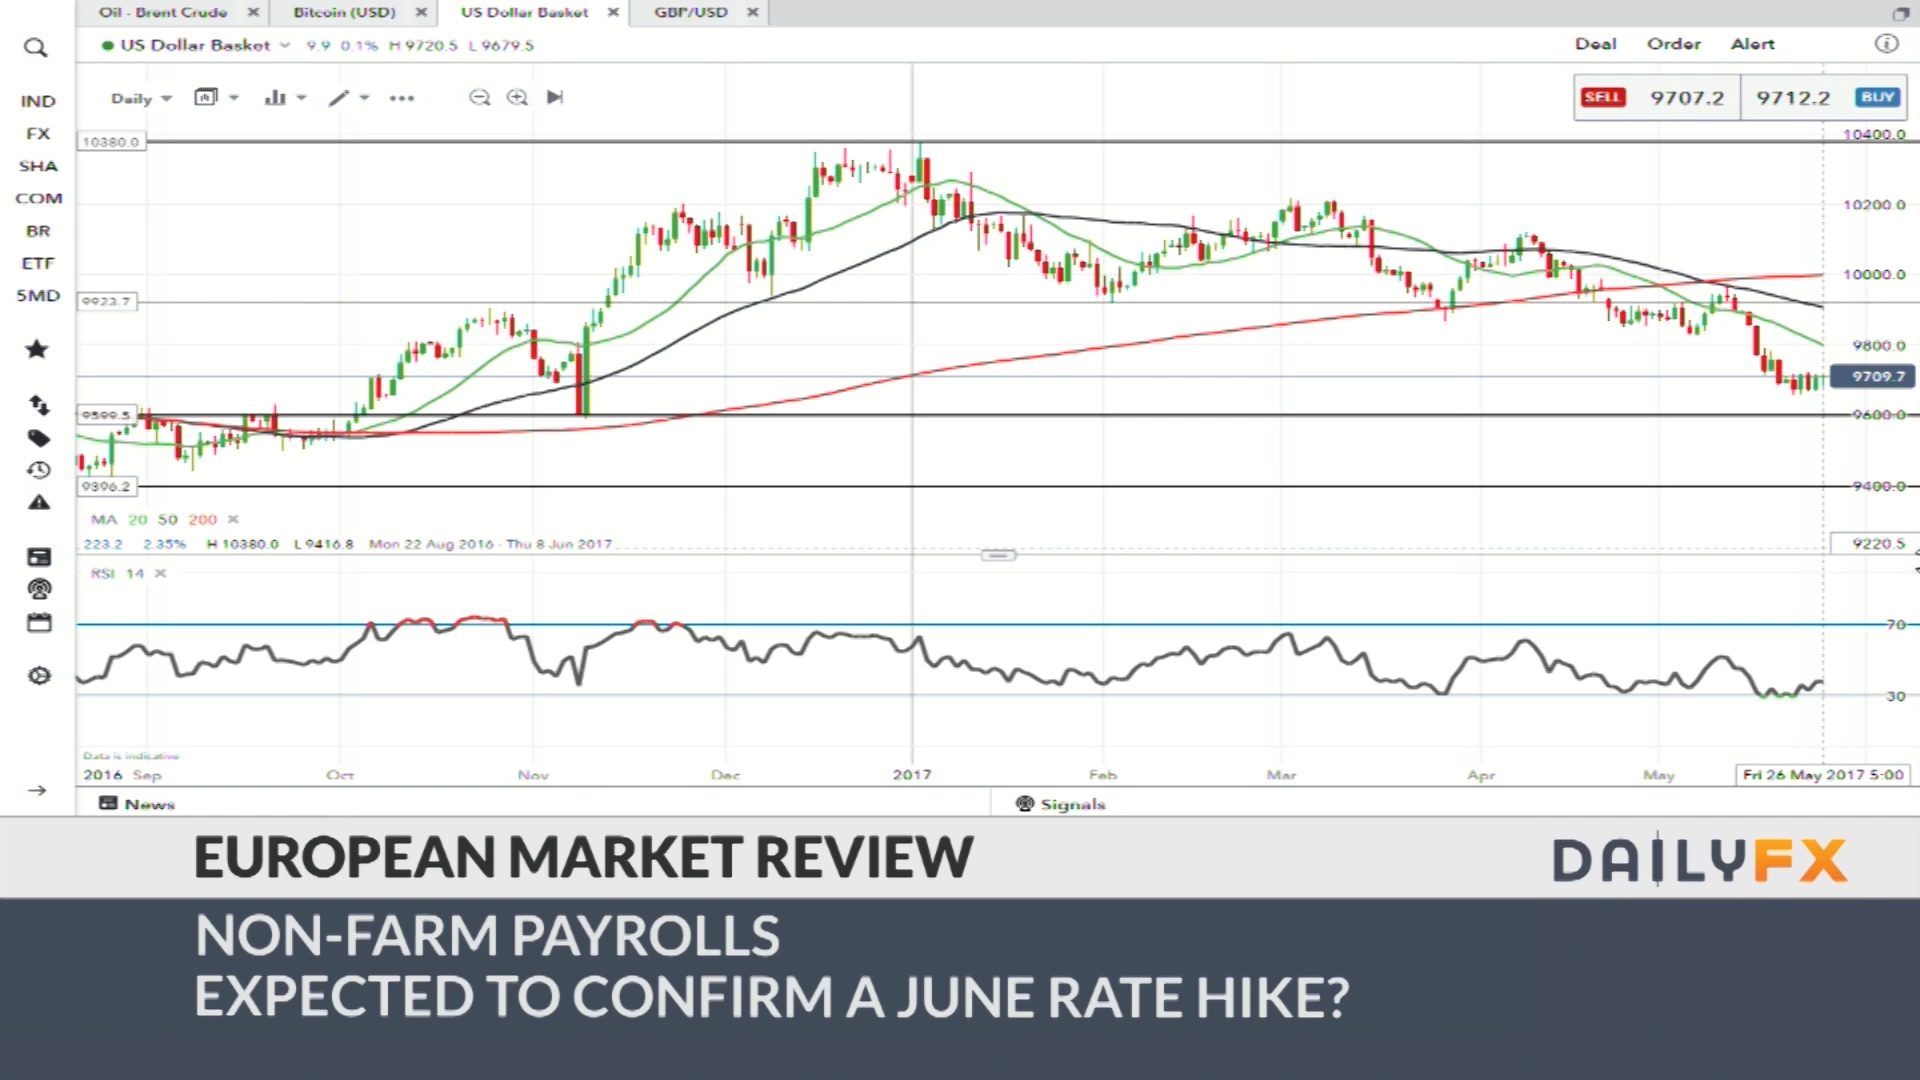 Oil - Brent Crude
Bitcoin (USD)
US Dollar Basket
GBP/USD
US Dollar Basket 9.9 0.1% H 9720.5 L 9679.5
Deal Order Alert
Daily
SELL 9707.2 9712.2 BUY
IND
FX
SHA
COM
BR
ETF
5MD
10380.0
9923.7
9599.5
9396.2
10400.0
10200.0
10000.0
9800.0
9709.7
9600.0
9400.0
9220.5
MA 20 50 200
223.2 2.35% H 10380.0 L 9416.8 Mon 22 Aug 2016 - Thu 8 Jun 2017
RSI 14
70
30
Data is indicative
2016 Sep Oct Nov Dec 2017 Feb Mar Apr May Fri 26 May 2017 5:00
News
Signals
EUROPEAN MARKET REVIEW
DAILYFX
NON-FARM PAYROLLS
EXPECTED TO CONFIRM A JUNE RATE HIKE?